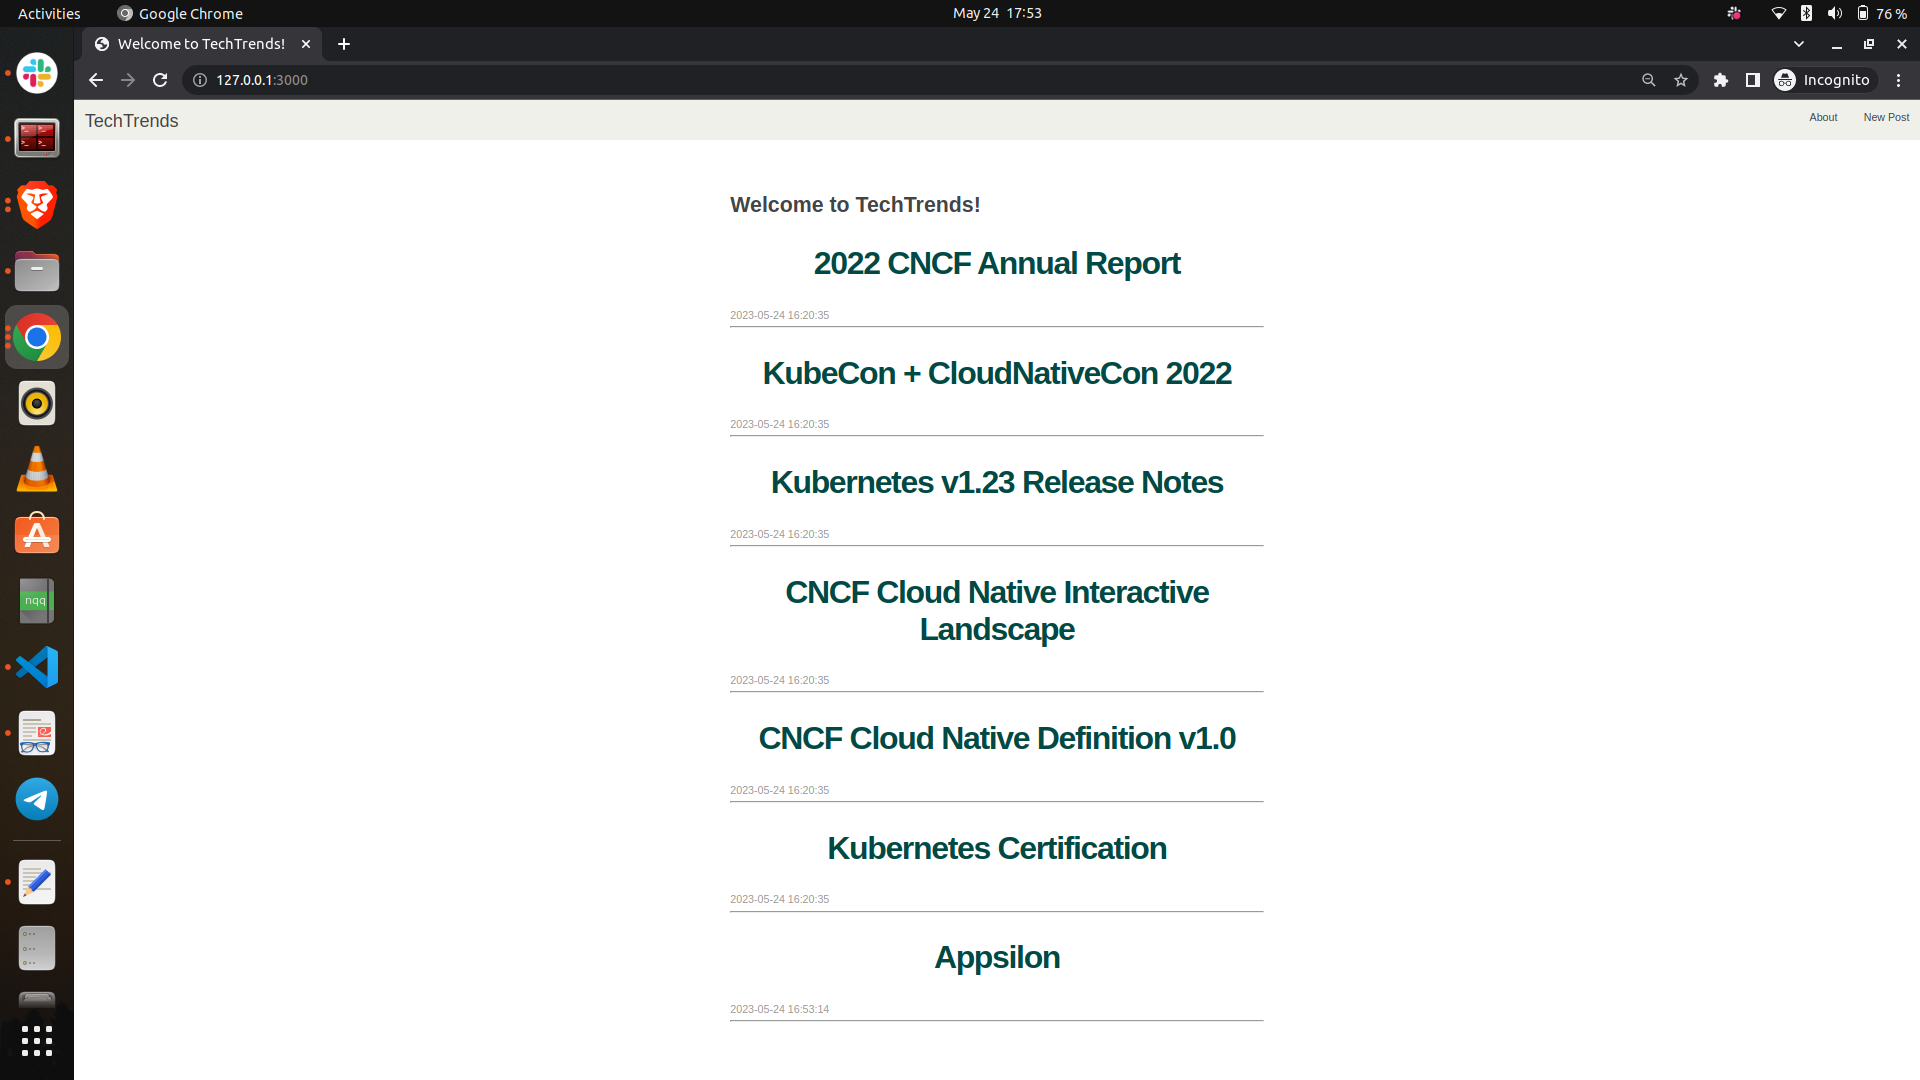 Activities
Google Chrome
May 24 17:53
76 %
Welcome to TechTrends!
127.0.0.1:3000
Incognito
TechTrends
About
New Post
Welcome to TechTrends!
2022 CNCF Annual Report
2023-05-24 16:20:35
KubeCon + CloudNativeCon 2022
2023-05-24 16:20:35
Kubernetes v1.23 Release Notes
2023-05-24 16:20:35
CNCF Cloud Native Interactive
Landscape
2023-05-24 16:20:35
CNCF Cloud Native Definition v1.0
2023-05-24 16:20:35
Kubernetes Certification
2023-05-24 16:20:35
Appsilon
2023-05-24 16:53:14
nqq